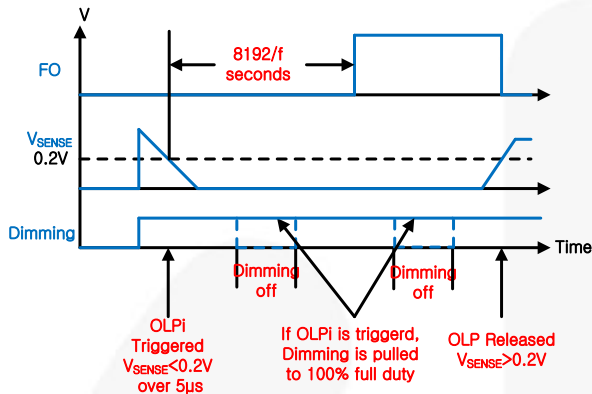 V
FO
8192/f
seconds
VSENSE
0.2V
Dimming
Time
Dimming
off
Dimming
off
OLPi
Triggered
VSENSE<0.2V
over 5µs
If OLPi is triggerd,
Dimming is pulled
to 100% full duty
OLP Released
VSENSE>0.2V